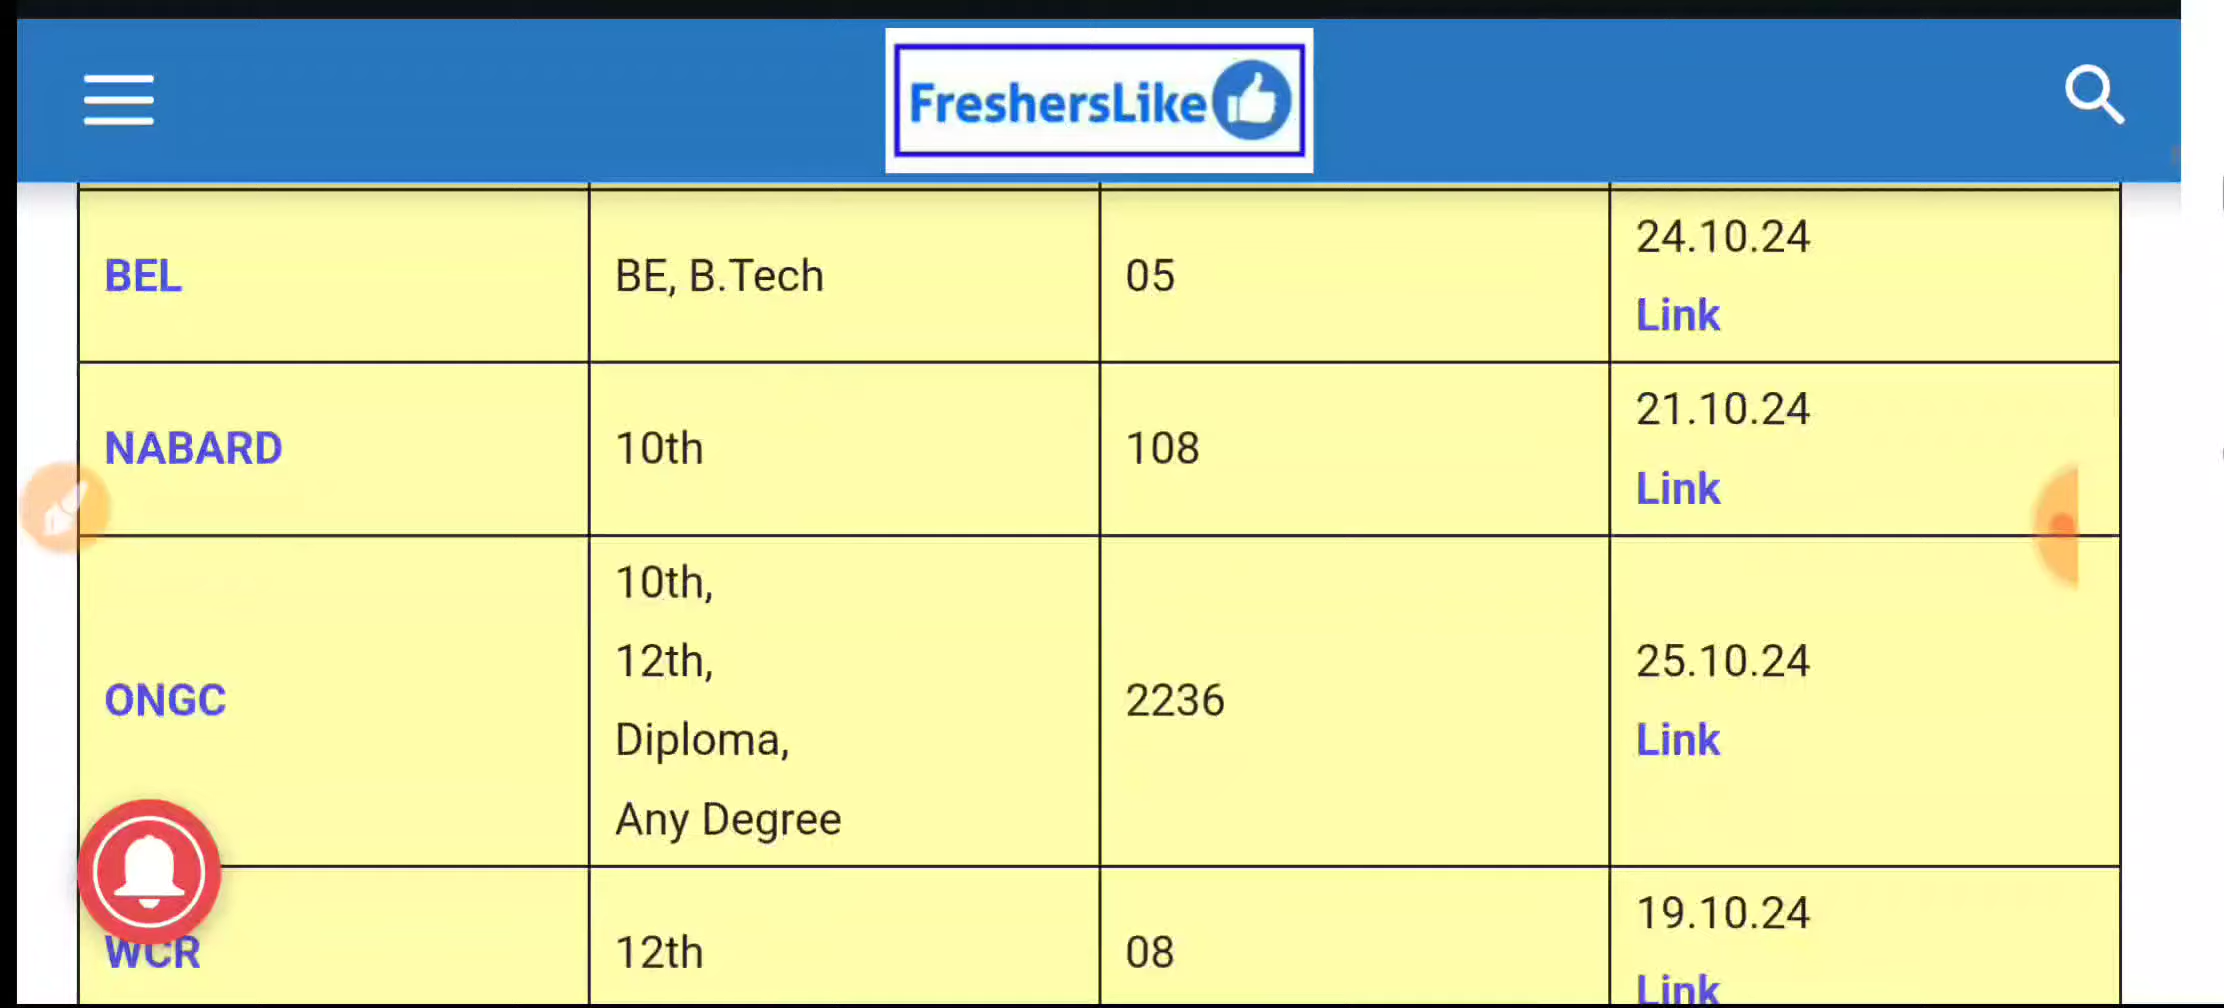 FreshersLike
BEL
BE, B.Tech
05
24.10.24
Link
NABARD
10th
108
21.10.24
Link
ONGC
10th,
12th,
Diploma,
Any Degree
2236
25.10.24
Link
WCR
12th
08
19.10.24
Link